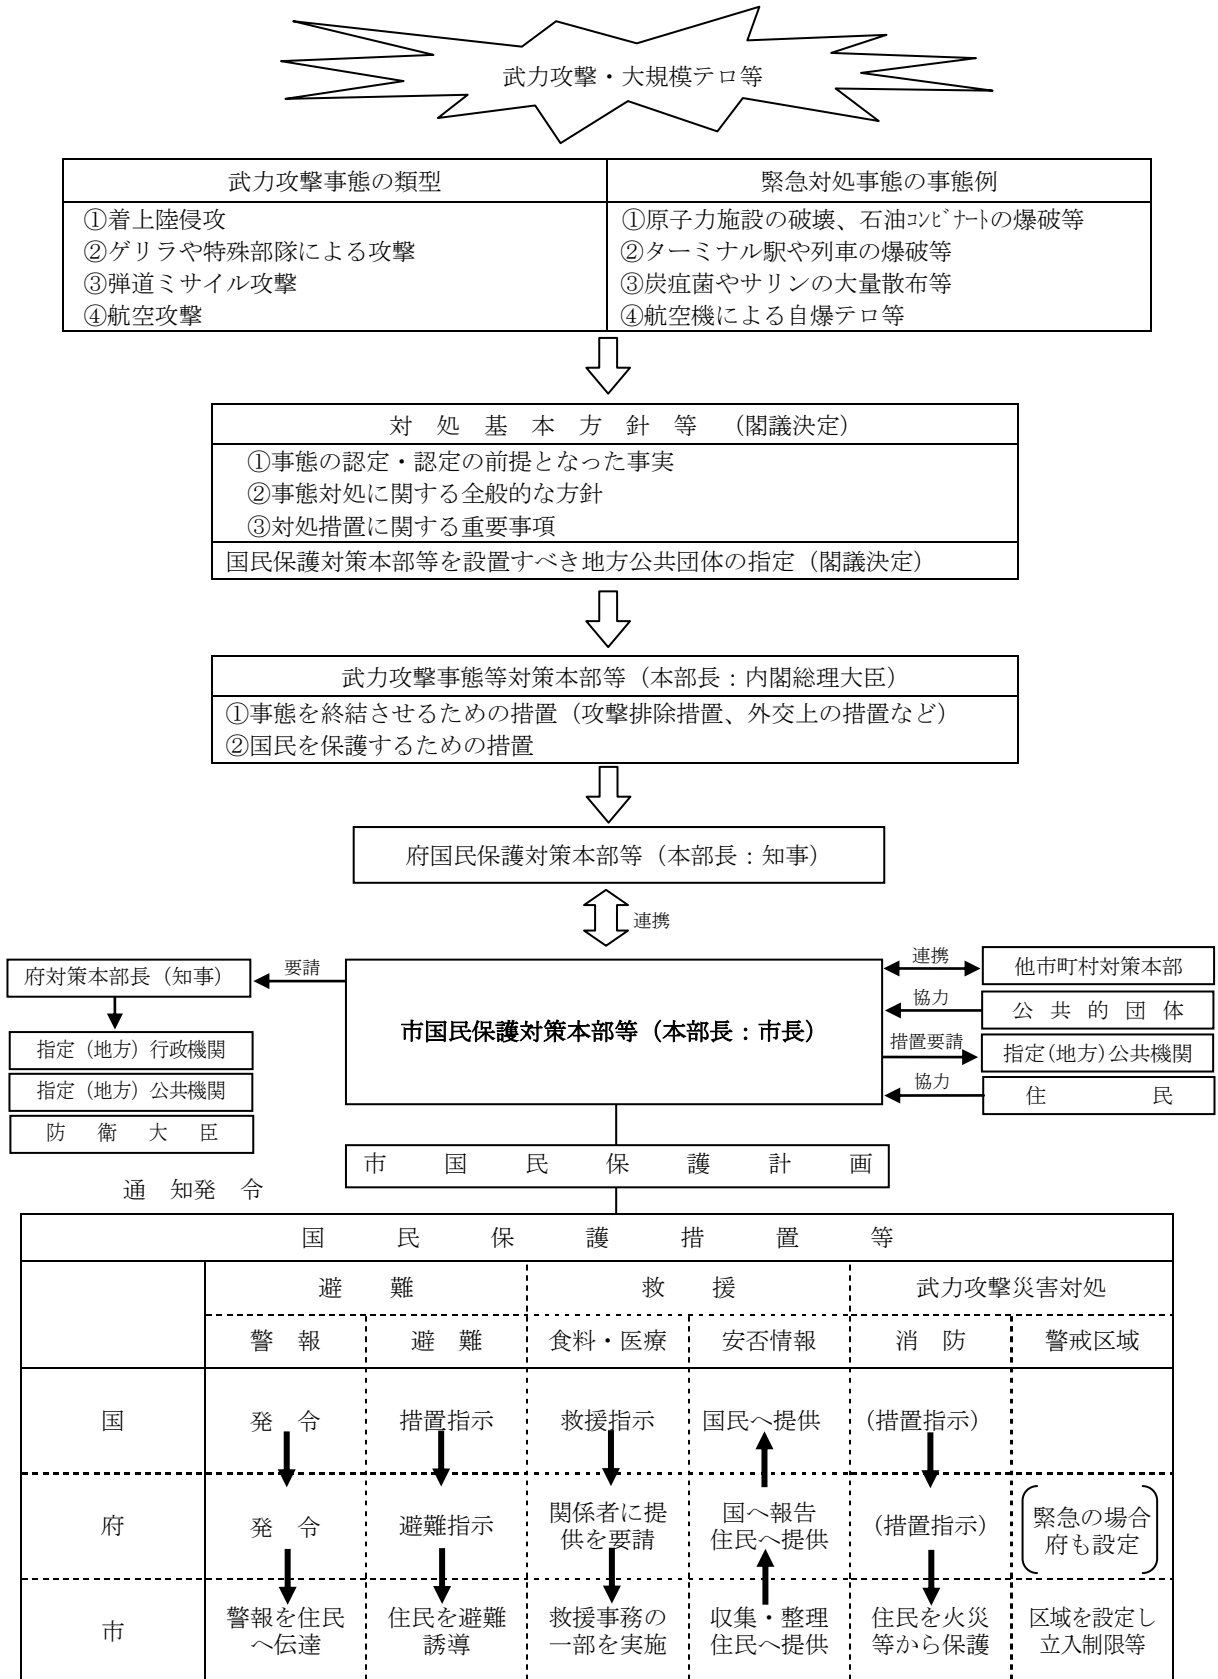 武力攻撃・大規模テロ等
武力攻撃事態の類型
①着上陸侵攻
②ゲリラや特殊部隊による攻撃
③弾道ミサイル攻撃
④航空攻撃
緊急対処事態の事態例
①原子力施設の破壊、石油ｺﾝﾋﾞﾅｰﾄの爆破等
②ターミナル駅や列車の爆破等
③炭疽菌やサリンの大量散布等
④航空機による自爆テロ等
対　処　基　本　方　針　等　（閣議決定）
①事態の認定・認定の前提となった事実
②事態対処に関する全般的な方針
③対処措置に関する重要事項
国民保護対策本部等を設置すべき地方公共団体の指定（閣議決定）
武力攻撃事態等対策本部等（本部長：内閣総理大臣）
①事態を終結させるための措置（攻撃排除措置、外交上の措置など）
②国民を保護するための措置
府国民保護対策本部等（本部長：知事）
連携
府対策本部長（知事）
要請
指定（地方）行政機関
指定（地方）公共機関
防　衛　大　臣
市国民保護対策本部等（本部長：市長）
連携
他市町村対策本部
協力
公　共　的　団　体
措置要請
指定(地方)公共機関
協力
住　　　　民
市　国　民　保　護　計　画
通　知発　令
国　民　保　護　措　置　等
避　難
救　援
武力攻撃災害対処
警　報
避　難
食料・医療
安否情報
消　防
警戒区域
国
発　令
措置指示
救援指示
国民へ提供
(措置指示)
府
発　令
避難指示
関係者に提
供を要請
国へ報告
住民へ提供
(措置指示)
緊急の場合
府も設定
市
警報を住民
へ伝達
住民を避難
誘導
救援事務の
一部を実施
収集・整理
住民へ提供
住民を火災
等から保護
区域を設定し
立入制限等